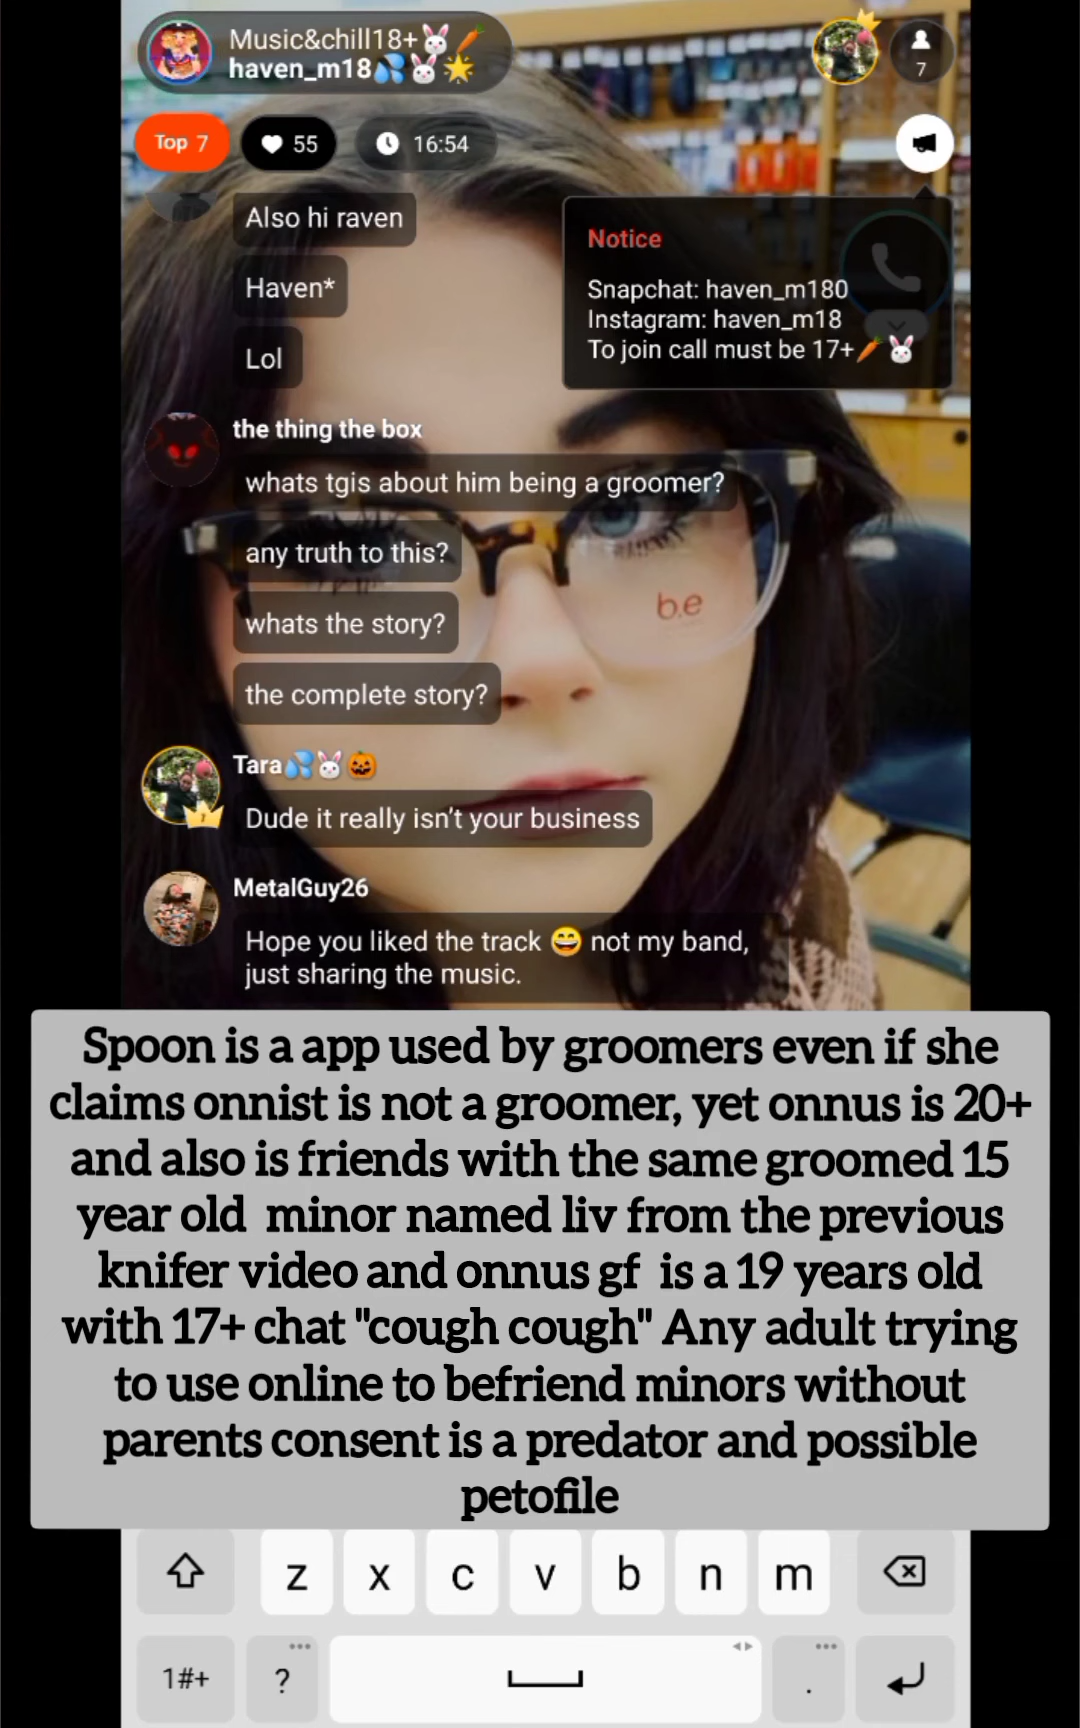 Music&chill18+🐰🥕
haven_m18💦🐰🌟
7
Top 7
55
16:54
Also hi raven
Haven*
Lol
Notice
Snapchat: haven_m180
Instagram: haven_m18
To join call must be 17+🥕🐰
the thing the box
whats tgis about him being a groomer?
any truth to this?
whats the story?
the complete story?
b.e
Tara💦🐰🎃
Dude it really isn't your business
MetalGuy26
Hope you liked the track 😄 not my band,
just sharing the music.
Spoon is a app used by groomers even if she
claims onnist is not a groomer, yet onnus is 20+
and also is friends with the same groomed 15
year old minor named liv from the previous
knifer video and onnus gf is a 19 years old
with 17+ chat "cough cough" Any adult trying
to use online to befriend minors without
parents consent is a predator and possible
petofile
z x c v b n m
1#+ ? .